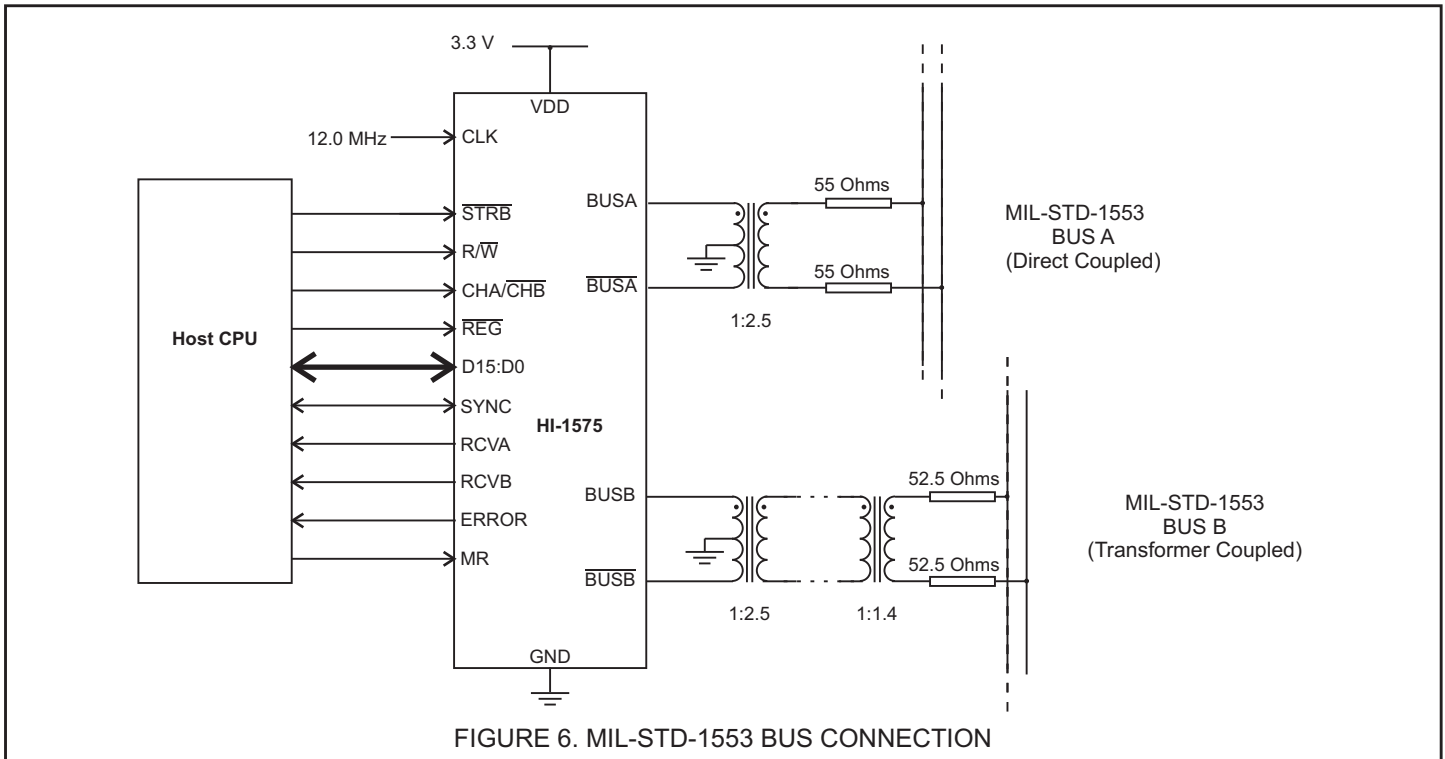 3.3 V
VDD
12.0 MHz
CLK
STRB
R/W
CHA/CHB
REG
Host CPU
D15:D0
SYNC
HI-1575
RCVA
RCVB
ERROR
MR
GND
BUSA
BUSA
55 Ohms
55 Ohms
1:2.5
MIL-STD-1553
BUS A
(Direct Coupled)
BUSB
BUSB
52.5 Ohms
52.5 Ohms
1:2.5
1:1.4
MIL-STD-1553
BUS B
(Transformer Coupled)
FIGURE 6. MIL-STD-1553 BUS CONNECTION